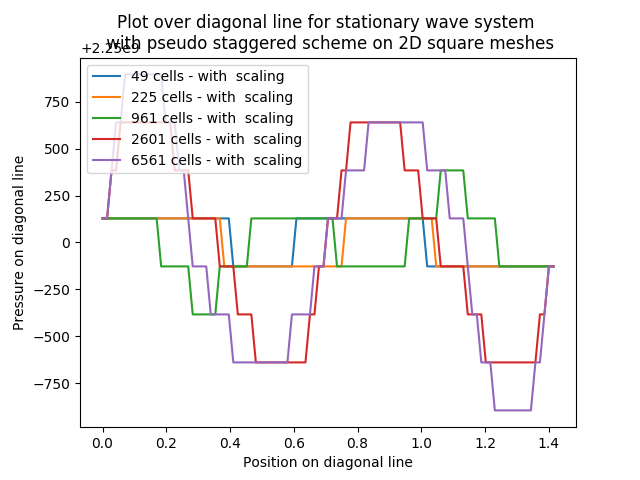 Plot over diagonal line for stationary wave system
with pseudo staggered scheme on 2D square meshes
+2.25e9
49 cells - with  scaling
225 cells - with  scaling
961 cells - with  scaling
2601 cells - with  scaling
6561 cells - with  scaling
750
500
250
0
−250
−500
−750
Pressure on diagonal line
0.0 0.2 0.4 0.6 0.8 1.0 1.2 1.4
Position on diagonal line